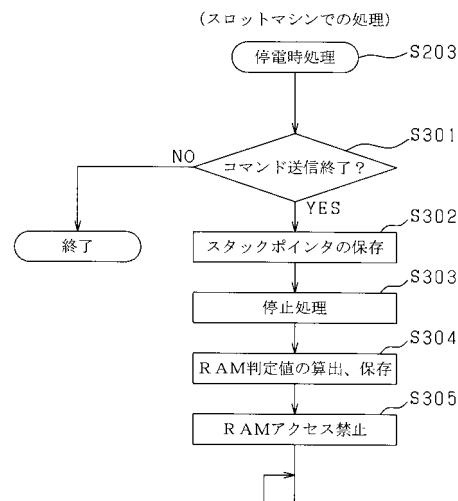 (スロットマシンでの処理)
停電時処理
S203
S301
コマンド送信終了?
NO
YES
終了
S302
スタックポインタの保存
S303
停止処理
S304
RAM判定値の算出、保存
S305
RAMアクセス禁止